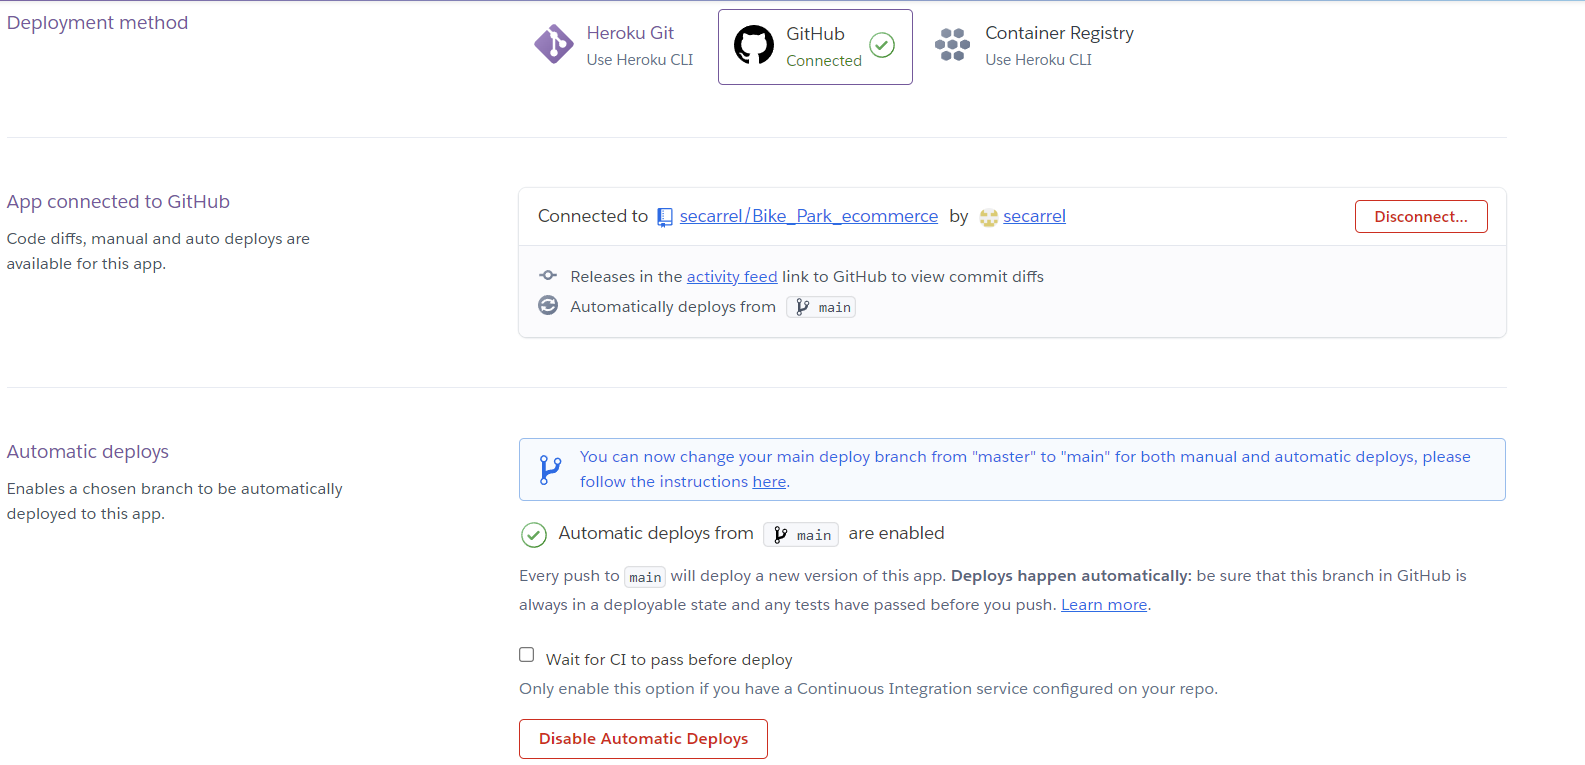 Deployment method
Heroku Git
Use Heroku CLI
GitHub
Connected
Container Registry
Use Heroku CLI
App connected to GitHub
Code diffs, manual and auto deploys are
available for this app.
Connected to secarrel/Bike_Park_ecommerce by secarrel
Disconnect...
Releases in the activity feed link to GitHub to view commit diffs
Automatically deploys from main
Automatic deploys
Enables a chosen branch to be automatically
deployed to this app.
You can now change your main deploy branch from "master" to "main" for both manual and automatic deploys, please
follow the instructions here.
Automatic deploys from main are enabled
Every push to main will deploy a new version of this app. Deploys happen automatically: be sure that this branch in GitHub is
always in a deployable state and any tests have passed before you push. Learn more.
Wait for CI to pass before deploy
Only enable this option if you have a Continuous Integration service configured on your repo.
Disable Automatic Deploys